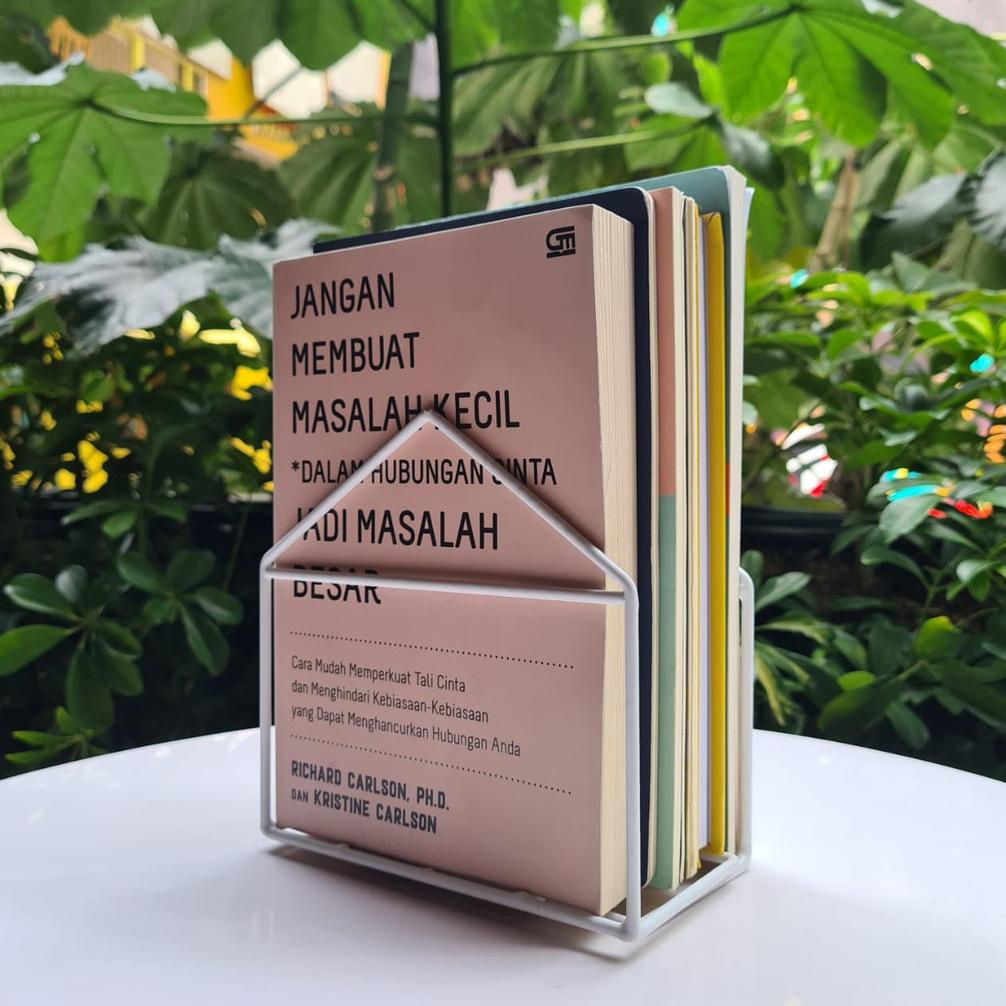 JANGAN
MEMBUAT
MASALAH KECIL
*DALAM HUBUNGAN CINTA
JADI MASALAH
BESAR
Cara Mudah Memperkuat Tali Cinta
dan Menghindari Kebiasaan-Kebiasaan
yang Dapat Menghancurkan Hubungan Anda
RICHARD CARLSON, PH.D.
DAN KRISTINE CARLSON